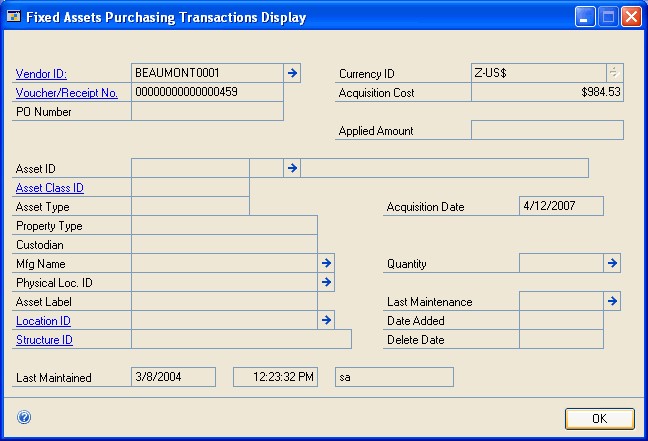 Fixed Assets Purchasing Transactions Display
Vendor ID: BEAUMONT0001 Currency ID Z-US$
Voucher/Receipt No. 00000000000000459 Acquisition Cost $984.53
PO Number
Applied Amount
Asset ID
Asset Class ID
Asset Type Acquisition Date 4/12/2007
Property Type
Custodian
Mfg Name Quantity
Physical Loc. ID
Asset Label Last Maintenance
Location ID Date Added
Structure ID Delete Date
Last Maintained 3/8/2004 12:23:32 PM sa
OK